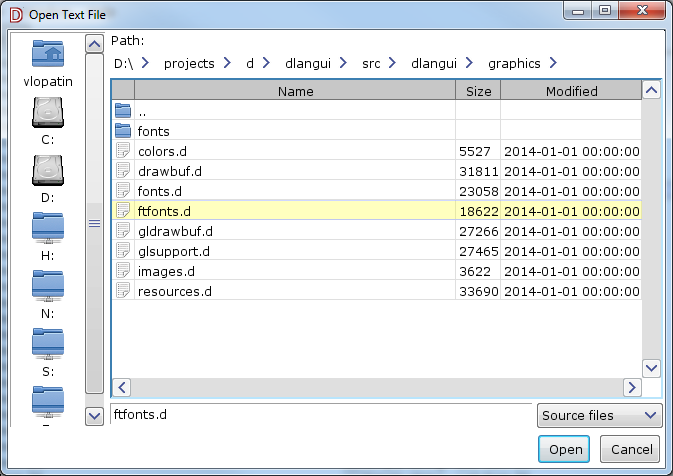 D Open Text File
Path:
D:\ > projects > d > dlangui > src > dlangui > graphics >
vlopatin
C:
D:
H:
N:
S:
Name Size Modified
..
fonts
colors.d 5527 2014-01-01 00:00:00
drawbuf.d 31811 2014-01-01 00:00:00
fonts.d 23058 2014-01-01 00:00:00
ftfonts.d 18622 2014-01-01 00:00:00
gldrawbuf.d 27266 2014-01-01 00:00:00
glsupport.d 27465 2014-01-01 00:00:00
images.d 3622 2014-01-01 00:00:00
resources.d 33690 2014-01-01 00:00:00
ftfonts.d Source files
Open Cancel